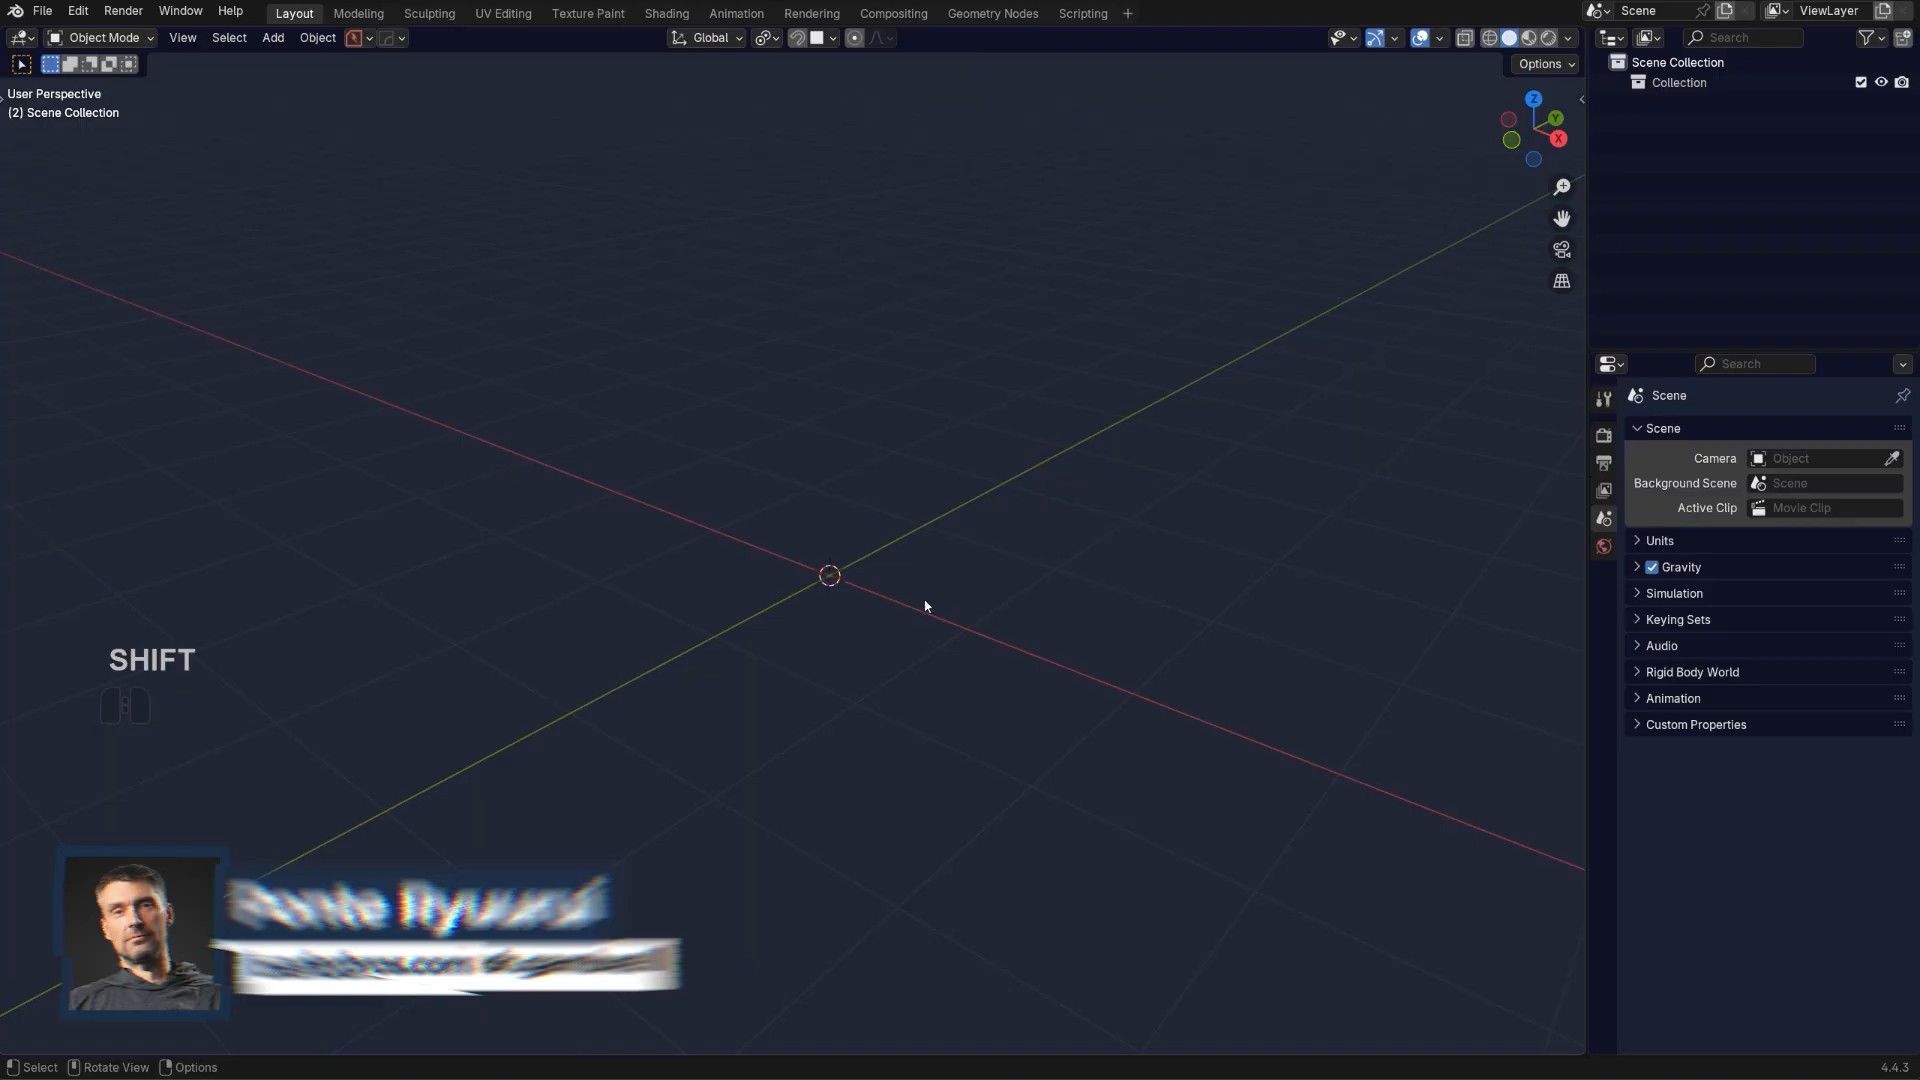 File Edit Render Window Help Layout Modeling Sculpting UV Editing Texture Paint Shading Animation Rendering Compositing Geometry Nodes Scripting + Scene ViewLayer
Object Mode View Select Add Object Global Search
Options
User Perspective
(2) Scene Collection
Z
Y
X
Scene Collection
Collection
Search
Scene
Scene
Camera Object
Background Scene Scene
Active Clip Movie Clip
Units
Gravity
Simulation
Keying Sets
Audio
Rigid Body World
Animation
Custom Properties
SHIFT
Select Rotate View Options 4.4.3